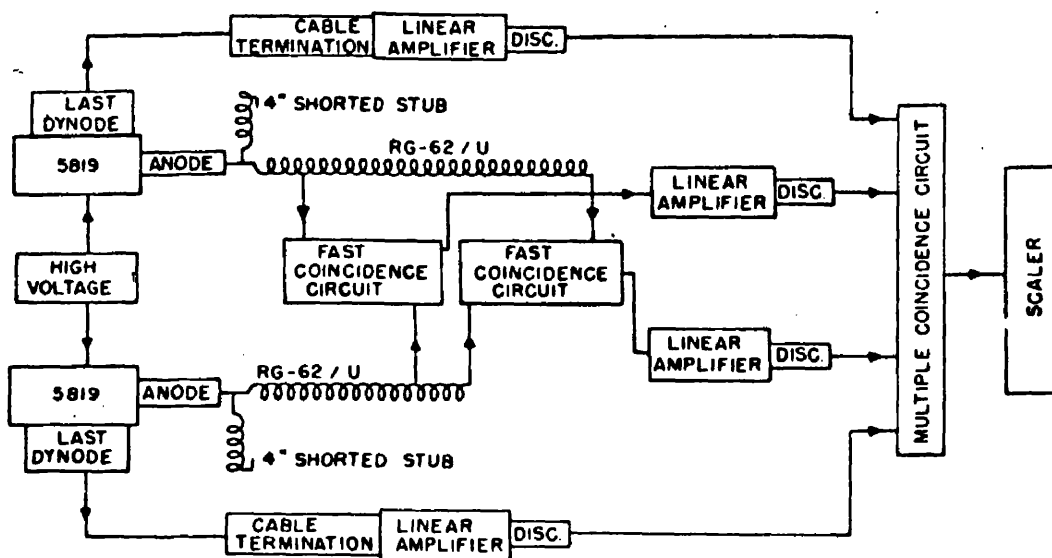 CABLE
TERMINATION
LINEAR
AMPLIFIER
DISC.
LAST
DYNODE
4" SHORTED STUB
5819
ANODE
RG-62 / U
LINEAR
AMPLIFIER
DISC.
HIGH
VOLTAGE
FAST
COINCIDENCE
CIRCUIT
FAST
COINCIDENCE
CIRCUIT
MULTIPLE COINCIDENCE CIRCUIT
SCALER
LINEAR
AMPLIFIER
DISC.
RG-62 / U
5819
ANODE
LAST
DYNODE
4" SHORTED STUB
CABLE
TERMINATION
LINEAR
AMPLIFIER
DISC.